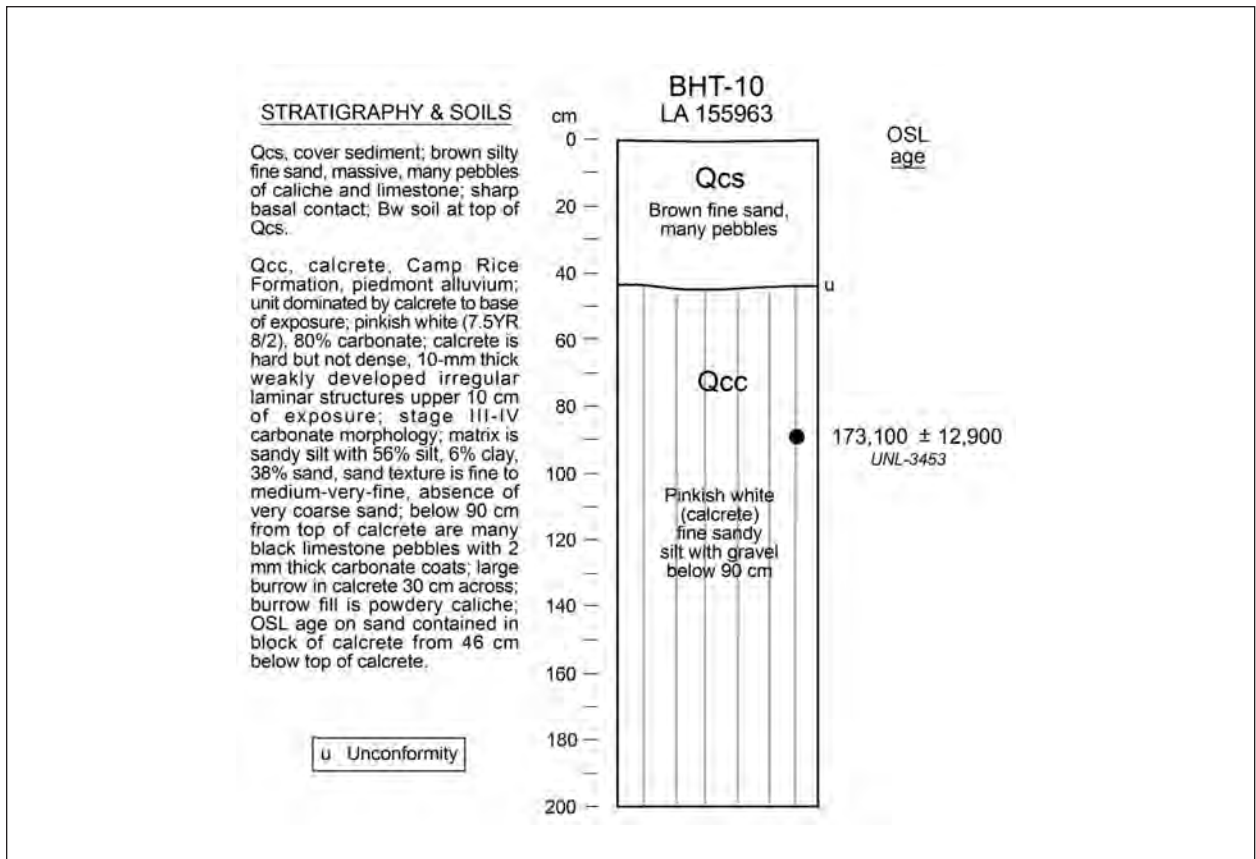 STRATIGRAPHY & SOILS
Qcs, cover sediment; brown silty
fine sand, massive, many pebbles
of caliche and limestone; sharp
basal contact; Bw soil at top of
Qcs.
Qcc, calcrete, Camp Rice
Formation, piedmont alluvium;
unit dominated by calcrete to base
of exposure; pinkish white (7.5YR
8/2), 80% carbonate; calcrete is
hard but not dense, 10-mm thick
weakly developed irregular
laminar structures upper 10 cm
of exposure; stage III-IV
carbonate morphology; matrix is
sandy silt with 56% silt, 6% clay,
38% sand, sand texture is fine to
medium-very-fine, absence of
very coarse sand; below 90 cm
from top of calcrete are many
black limestone pebbles with 2
mm thick carbonate coats; large
burrow in calcrete 30 cm across;
burrow fill is powdery caliche;
OSL age on sand contained in
block of calcrete from 46 cm
below top of calcrete.
u Unconformity
BHT-10
LA 155963
cm
0
20
40
60
80
100
120
140
160
180
200
Qcs
Brown fine sand,
many pebbles
u
Qcc
Pinkish white
(calcrete)
fine sandy
silt with gravel
below 90 cm
OSL
age
173,100 ± 12,900
UNL-3453